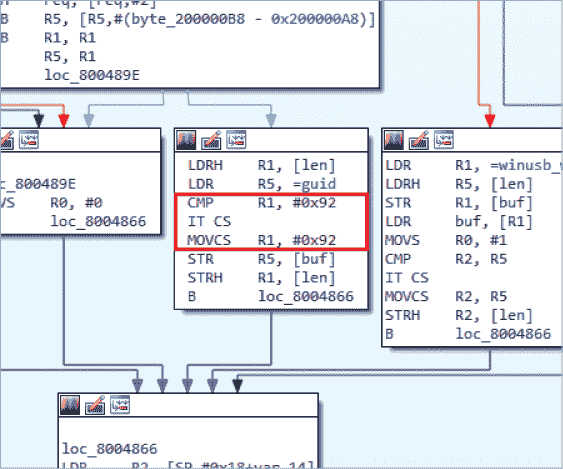 req, [req,#2]
B R5, [R5,#(byte_200000B8 - 0x200000A8)]
B R1, R1
R5, R1
loc_800489E
oc_800489E
VS R0, #0
loc_8004866
LDRH R1, [len]
LDR R5, =guid
CMP R1, #0x92
IT CS
MOVCS R1, #0x92
STR R5, [buf]
STRH R1, [len]
B loc_8004866
LDR R1, =winusb_
LDRH R5, [len]
STR R1, [buf]
LDR buf, [R1]
MOVS R0, #1
CMP R2, R5
IT CS
MOVCS R2, R5
STRH R2, [len]
B loc_8004866
loc_8004866
LDR R2, [SP,#0x18+var_14]